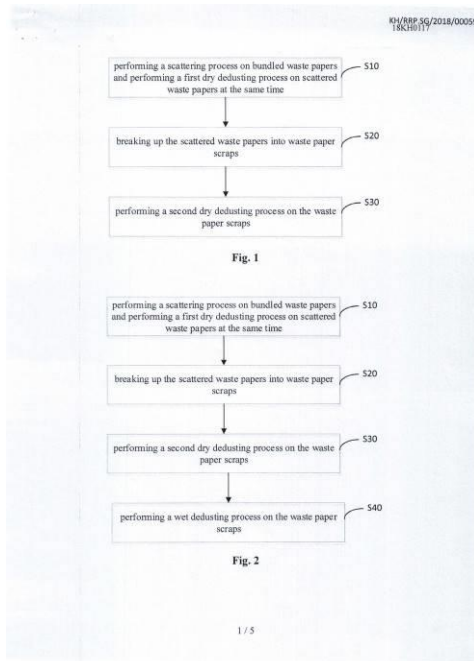 KH/RRP.SG/2018/00059
18KH0117
performing a scattering process on bundled waste papers
and performing a first dry dedusting process on scattered
waste papers at the same time
S10
breaking up the scattered waste papers into waste paper
scraps
S20
performing a second dry dedusting process on the waste
paper scraps
S30
Fig. 1
performing a scattering process on bundled waste papers
and performing a first dry dedusting process on scattered
waste papers at the same time
S10
breaking up the scattered waste papers into waste paper
scraps
S20
performing a second dry dedusting process on the waste
paper scraps
S30
performing a wet dedusting process on the waste paper
scraps
S40
Fig. 2
1 / 5